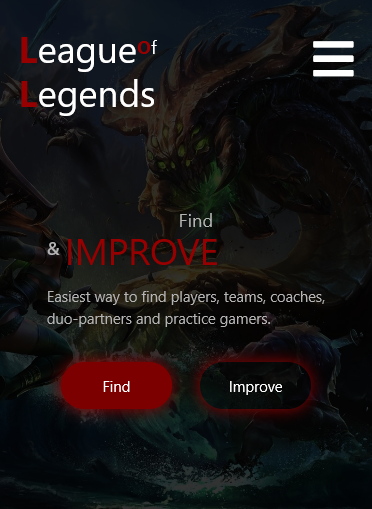 League of
Legends
Find
& IMPROVE
Easiest way to find players, teams, coaches,
duo-partners and practice gamers.
Find Improve